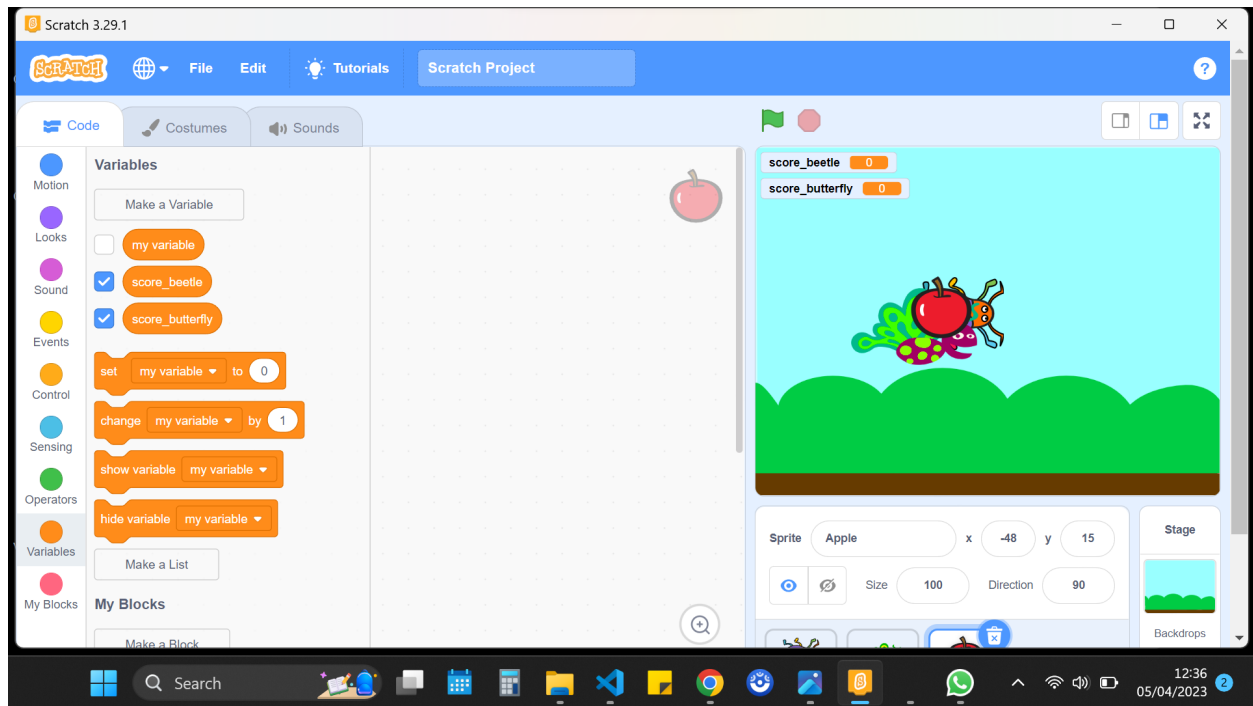 Scratch 3.29.1
SCRATCH File Edit Tutorials Scratch Project ?
Code Costumes Sounds
Motion
Looks
Sound
Events
Control
Sensing
Operators
Variables
My Blocks
Variables
Make a Variable
my variable
score_beetle
score_butterfly
set my variable to 0
change my variable by 1
show variable my variable
hide variable my variable
Make a List
My Blocks
Make a Block
score_beetle 0
score_butterfly 0
Sprite Apple x -48 y 15
Size 100 Direction 90
Stage
Backdrops
Search
12:36
05/04/2023 2